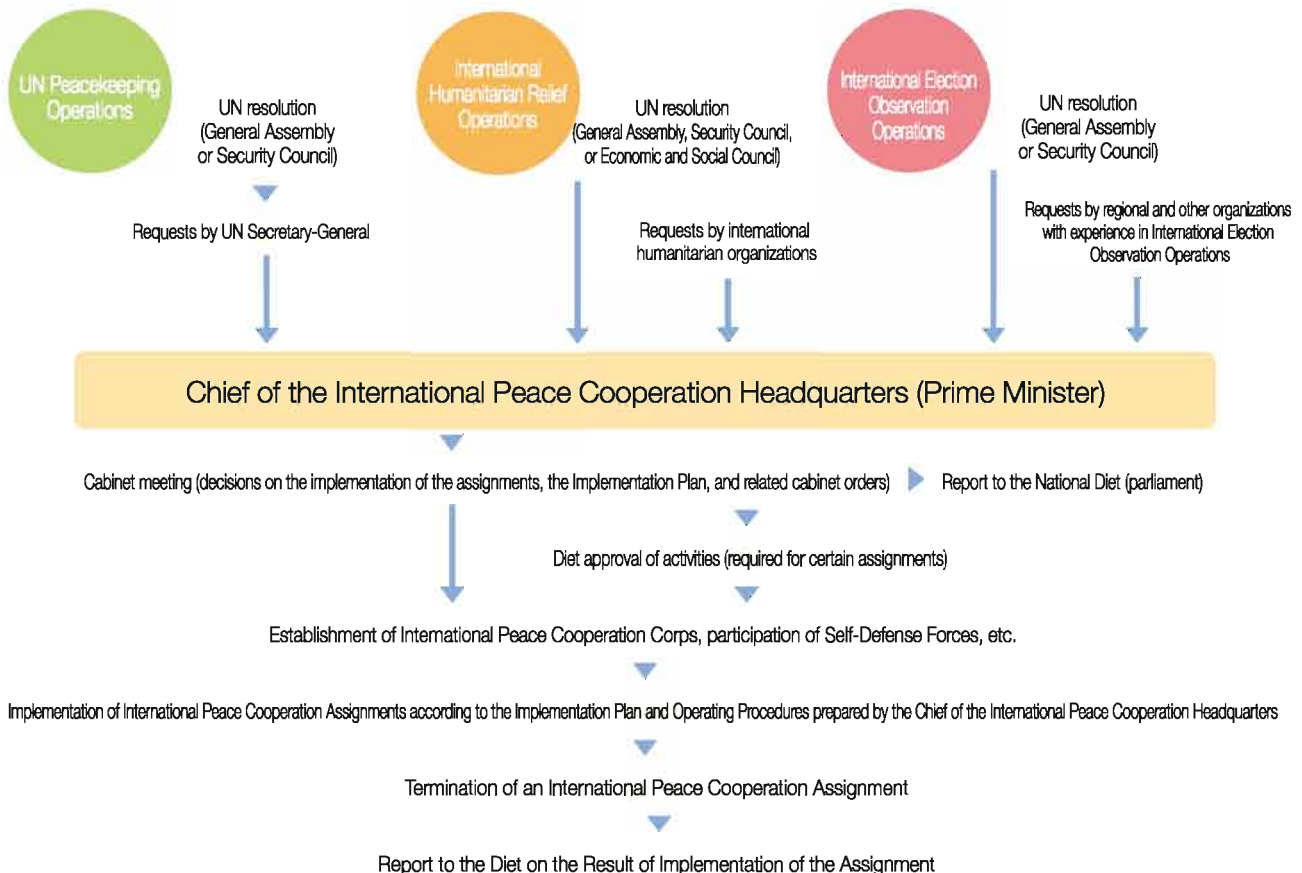 UN Peacekeeping
Operations
UN resolution
(General Assembly
or Security Council)
Requests by UN Secretary-General
International
Humanitarian Relief
Operations
UN resolution
(General Assembly, Security Council,
or Economic and Social Council)
Requests by international
humanitarian organizations
International Election
Observation
Operations
UN resolution
(General Assembly
or Security Council)
Requests by regional and other organizations
with experience in International Election
Observation Operations
Chief of the International Peace Cooperation Headquarters (Prime Minister)
Cabinet meeting (decisions on the implementation of the assignments, the Implementation Plan, and related cabinet orders)
Report to the National Diet (parliament)
Diet approval of activities (required for certain assignments)
Establishment of International Peace Cooperation Corps, participation of Self-Defense Forces, etc.
Implementation of International Peace Cooperation Assignments according to the Implementation Plan and Operating Procedures prepared by the Chief of the International Peace Cooperation Headquarters
Termination of an International Peace Cooperation Assignment
Report to the Diet on the Result of Implementation of the Assignment